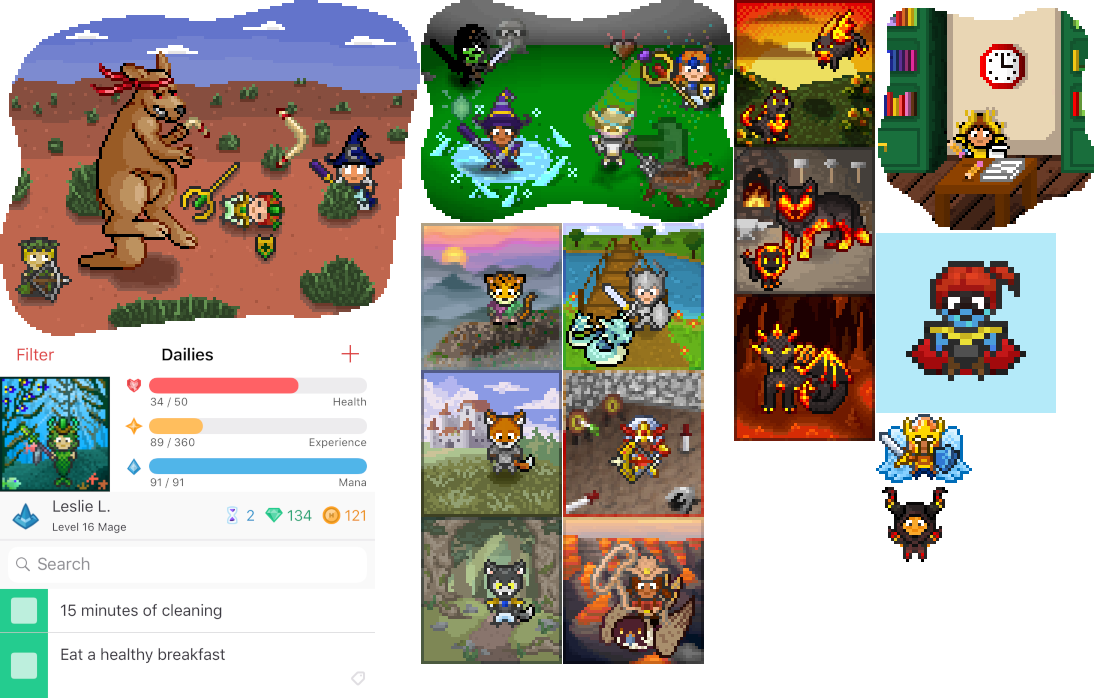 Filter
Dailies
34 / 50
Health
89 / 360
Experience
91 / 91
Mana
Leslie L.
Level 16 Mage
2
134
121
Search
15 minutes of cleaning
Eat a healthy breakfast